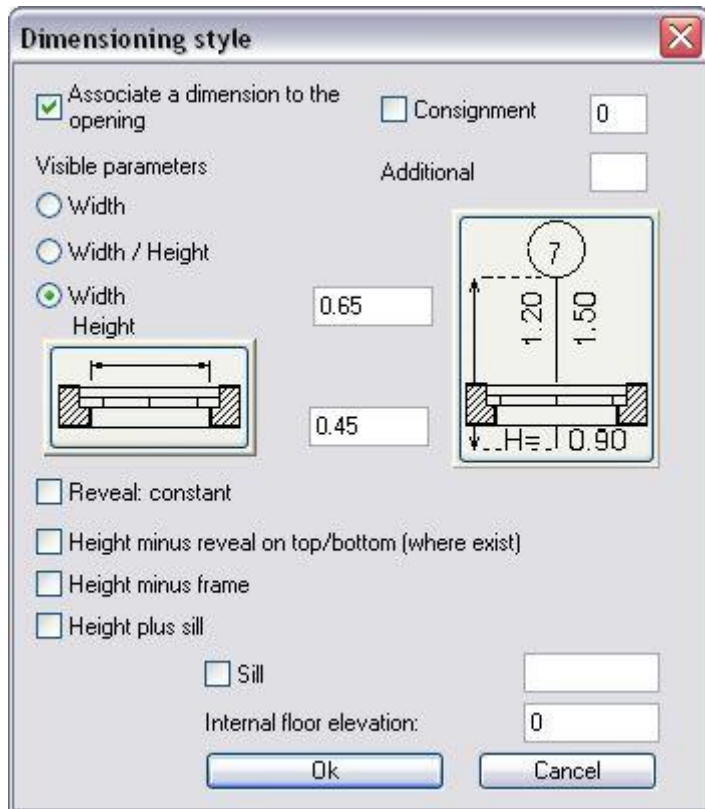 Dimensioning style
Associate a dimension to the
opening
Consignment
0
Visible parameters
Additional
Width
Width / Height
Width
Height
0.65
7
1.20
1.50
0.45
H= 0.90
Reveal: constant
Height minus reveal on top/bottom (where exist)
Height minus frame
Height plus sill
Sill
Internal floor elevation:
0
Ok
Cancel